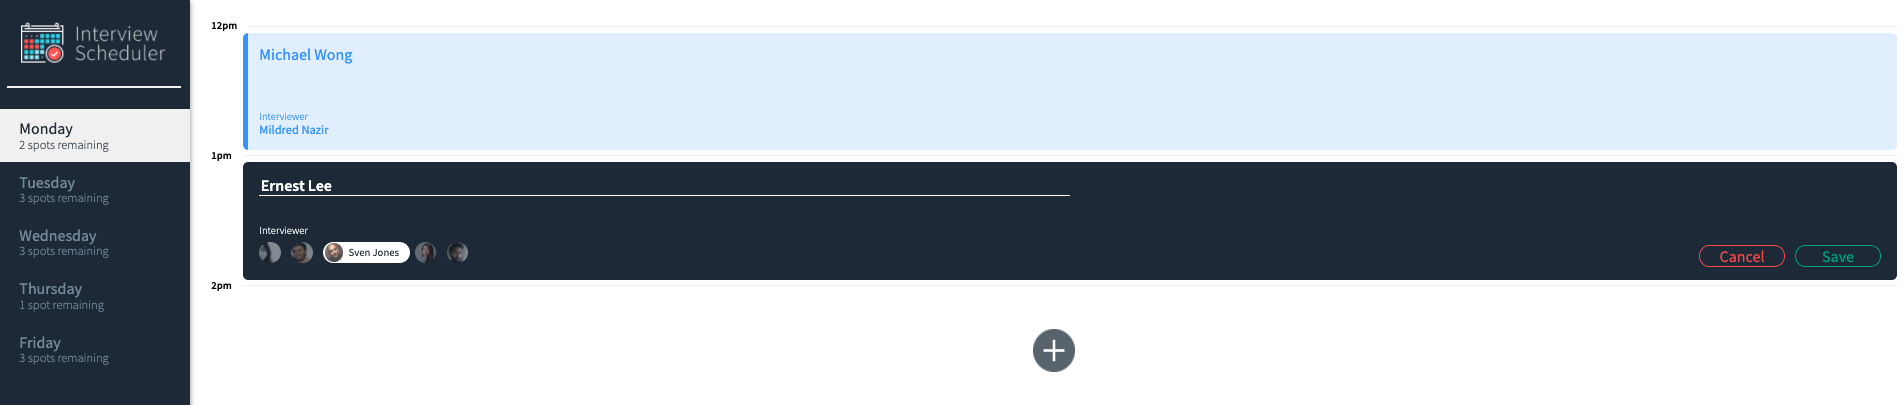 Interview
Scheduler
Monday
2 spots remaining
Tuesday
3 spots remaining
Wednesday
3 spots remaining
Thursday
1 spot remaining
Friday
3 spots remaining
12pm
Michael Wong
Interviewer
Mildred Nazir
1pm
Ernest Lee
Interviewer
Sven Jones
Cancel
Save
2pm